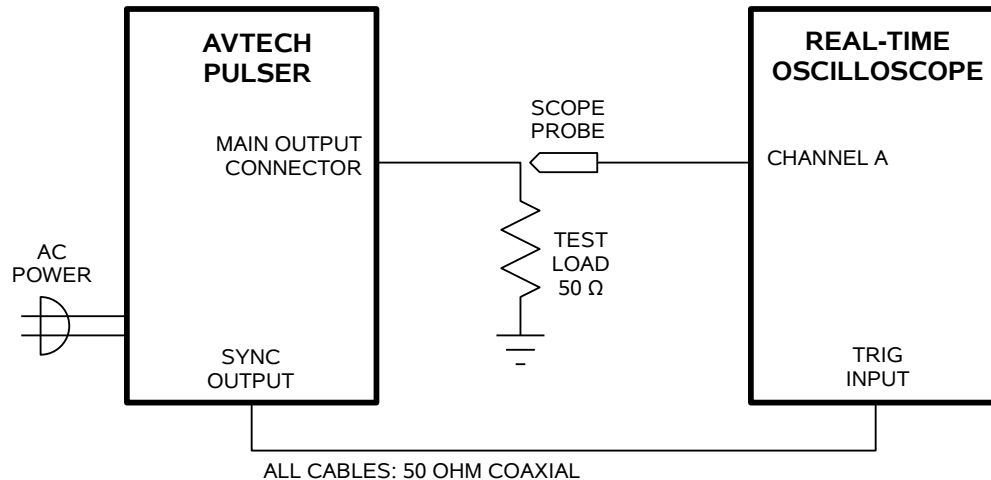 AVTECH
PULSER
REAL-TIME
OSCILLOSCOPE
SCOPE
PROBE
MAIN OUTPUT
CONNECTOR
CHANNEL A
TEST
LOAD
50 Ω
AC
POWER
SYNC
OUTPUT
TRIG
INPUT
ALL CABLES: 50 OHM COAXIAL